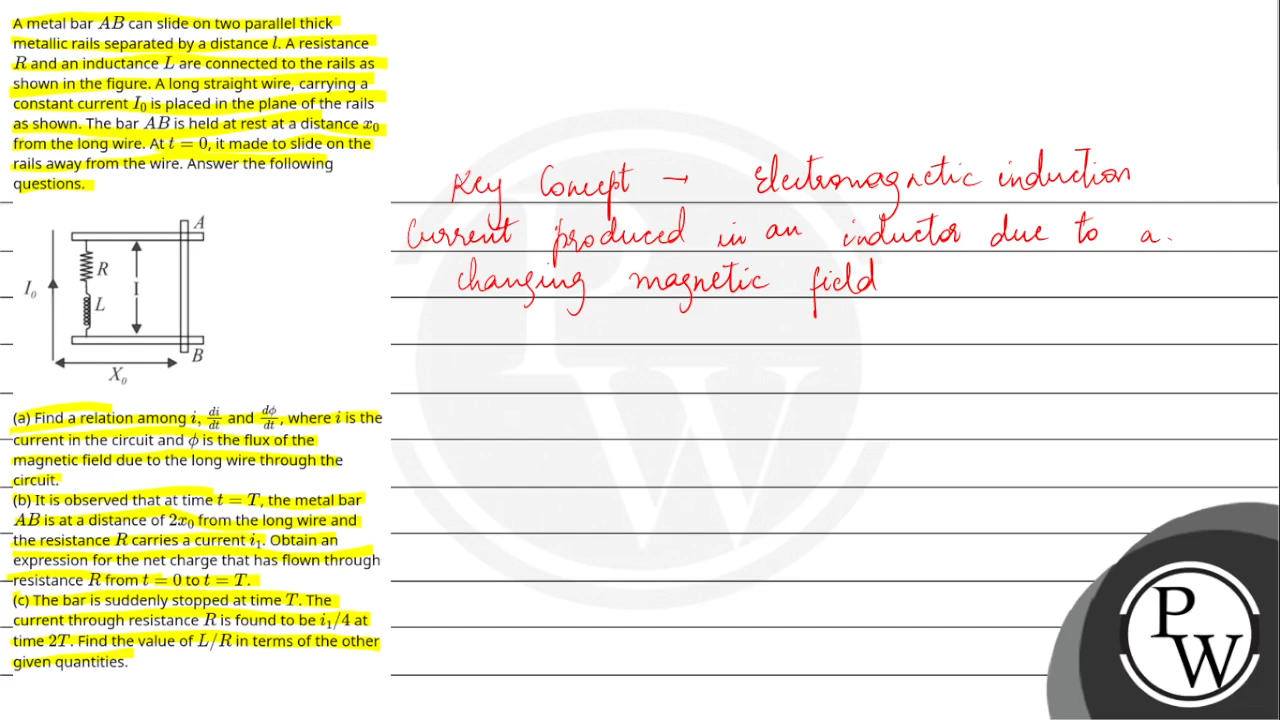 A metal bar AB can slide on two parallel thick
metallic rails separated by a distance l. A resistance
R and an inductance L are connected to the rails as
shown in the figure. A long straight wire, carrying a
constant current I₀ is placed in the plane of the rails
as shown. The bar AB is held at rest at a distance x₀
from the long wire. At t = 0, it made to slide on the
rails away from the wire. Answer the following
questions.
Key Concept → Electromagnetic induction
Current produced in an inductor due to a.
changing magnetic field
A
R
I₀
l
L
B
X₀
(a) Find a relation among i, di/dt and dϕ/dt, where i is the
current in the circuit and ϕ is the flux of the
magnetic field due to the long wire through the
circuit.
(b) It is observed that at time t = T, the metal bar
AB is at a distance of 2x₀ from the long wire and
the resistance R carries a current i₁. Obtain an
expression for the net charge that has flown through
resistance R from t = 0 to t = T.
(c) The bar is suddenly stopped at time T. The
current through resistance R is found to be i₁/4 at
time 2T. Find the value of L/R in terms of the other
given quantities.
P
W